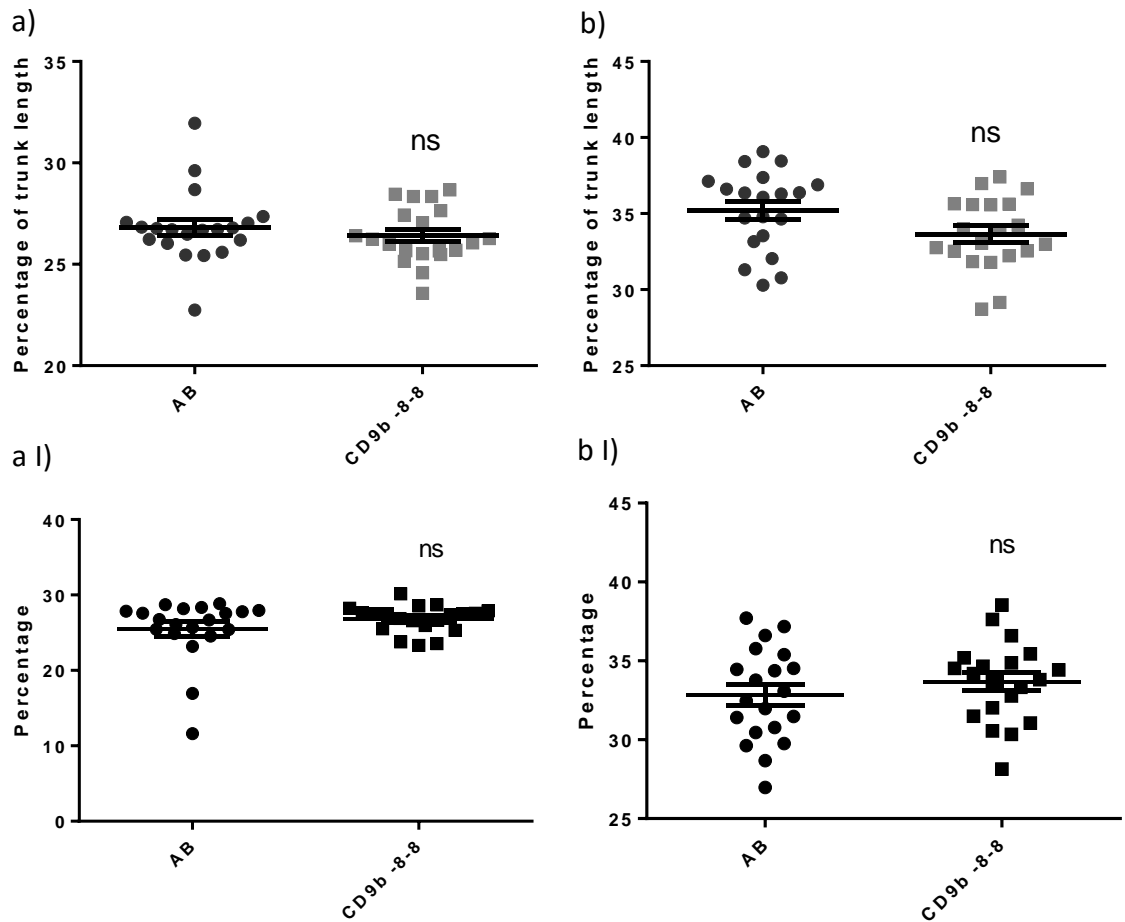 a)
Percentage of trunk length
35
30
25
20
ns
AB
CD9b -8-8
b)
Percentage of trunk length
45
40
35
30
25
ns
AB
CD9b -8-8
a I)
Percentage
40
30
20
10
0
ns
AB
CD9b -8-8
b I)
Percentage
45
40
35
30
25
ns
AB
CD9b -8-8